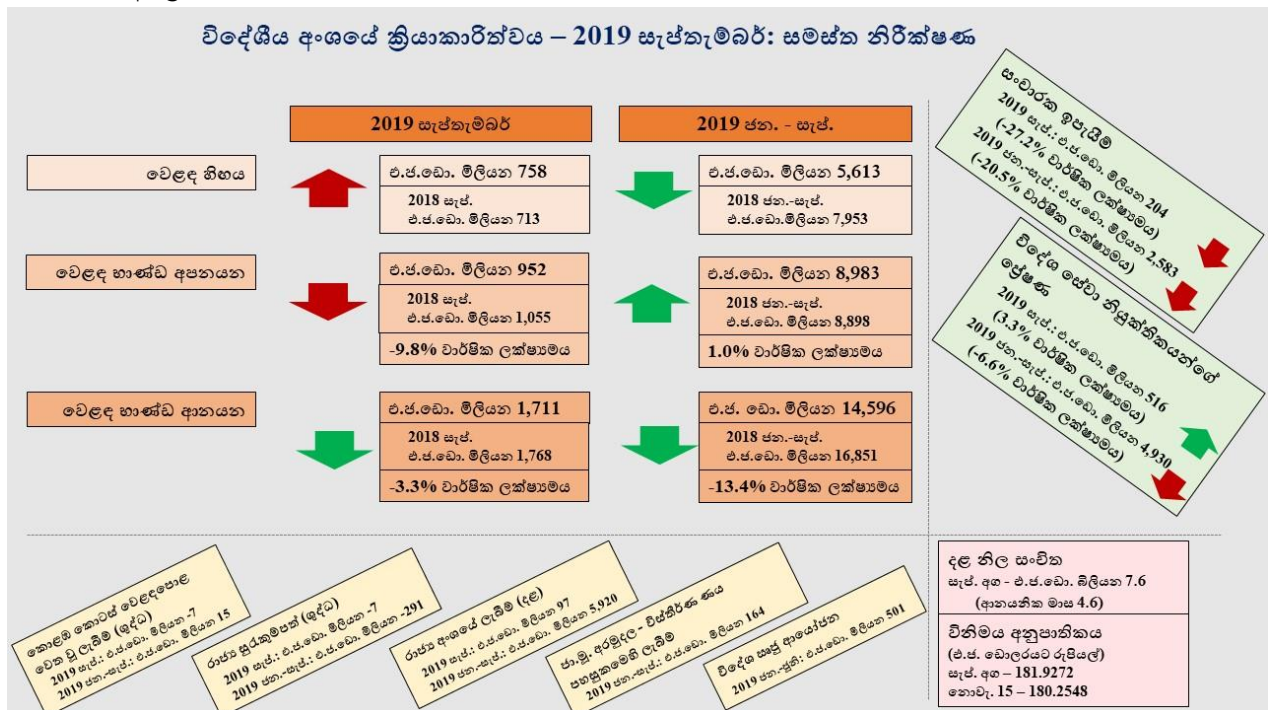 විදේශීය අංශයේ ක්‍රියාකාරිත්වය – 2019 සැප්තැම්බර්: සමස්ත නිරීක්ෂණ
2019 සැප්තැම්බර්
2019 ජන. - සැප්.
වෙළඳ හිඟය
එ.ජ.ඩො. මිලියන 758
2018 සැප්.
එ.ජ.ඩො. මිලියන 713
එ.ජ.ඩො. මිලියන 5,613
2018 ජන.-සැප්.
එ.ජ.ඩො.මිලියන 7,953
වෙළඳ භාණ්ඩ අපනයන
එ.ජ.ඩො. මිලියන 952
2018 සැප්.
එ.ජ.ඩො. මිලියන 1,055
-9.8% වාර්ෂික ලක්ෂ්‍යමය
එ.ජ.ඩො. මිලියන 8,983
2018 ජන.-සැප්.
එ.ජ.ඩො. මිලියන 8,898
1.0% වාර්ෂික ලක්ෂ්‍යමය
වෙළඳ භාණ්ඩ ආනයන
එ.ජ.ඩො. මිලියන 1,711
2018 සැප්.
එ.ජ.ඩො. මිලියන 1,768
-3.3% වාර්ෂික ලක්ෂ්‍යමය
එ.ජ. ඩො. මිලියන 14,596
2018 ජන.-සැප්.
එ.ජ.ඩො. මිලියන 16,851
-13.4% වාර්ෂික ලක්ෂ්‍යමය
සංචාරක ඉපැයීම්
2019 සැප්.: එ.ජ.ඩො. මිලියන 204
(-27.2% වාර්ෂික ලක්ෂ්‍යමය)
2019 ජන.-සැප්.: එ.ජ.ඩො. මිලියන 2,583
(-20.5% වාර්ෂික ලක්ෂ්‍යමය)
විදේශ සේවා නියුක්තිකයන්ගේ
ප්‍රේෂණ
2019 සැප්.: එ.ජ.ඩො. මිලියන 516
(3.3% වාර්ෂික ලක්ෂ්‍යමය)
2019 ජන.-සැප්.: එ.ජ.ඩො. මිලියන 4,930
(-6.6% වාර්ෂික ලක්ෂ්‍යමය)
කොළඹ කොටස් වෙළඳපොළ
වෙත වූ ලැබීම් (ශුද්ධ)
2019 සැප්.: එ.ජ.ඩො. මිලියන -7
2019 ජන.-සැප්.: එ.ජ.ඩො. මිලියන 15
රාජ්‍ය සුරැකුම්පත් (ශුද්ධ)
2019 සැප්.: එ.ජ.ඩො. මිලියන -7
2019 ජන.-සැප්.: එ.ජ.ඩො. මිලියන -291
රාජ්‍ය අංශයේ ලැබීම් (දළ)
2019 සැප්.: එ.ජ.ඩො. මිලියන 97
2019 ජන.-සැප්.: එ.ජ.ඩො. මිලියන 5,920
ජා.මූ. අරමුදල - විස්තීර්ණ ණය
පහසුකමෙහි ලැබීම්
2019 ජන.-සැප්.: එ.ජ.ඩො. මිලියන 164
විදේශ සෘජු ආයෝජන
2019 ජන.-ජුනි: එ.ජ.ඩො. මිලියන 501
දළ නිල සංචිත
සැප්. අග - එ.ජ.ඩො. බිලියන 7.6
(ආනයනික මාස 4.6)
විනිමය අනුපාතිකය
(එ.ජ. ඩොලරයට රුපියල්)
සැප්. අග – 181.9272
නොවැ. 15 – 180.2548